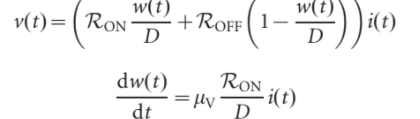 v(t) = ( R_ON w(t)/D + R_OFF ( 1 − w(t)/D ) ) i(t)
dw(t)/dt = μ_V R_ON/D i(t)